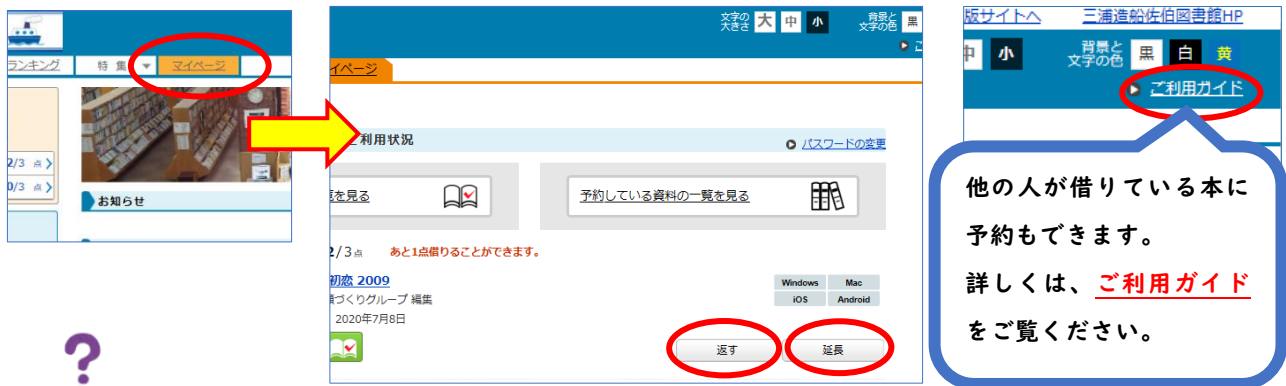 ランキング
特 集 ▼
マイページ
2/3 点
0/3 点
お知らせ
?
文字の大きさ 大 中 小
背景と文字の色 黒
イページ
利用状況
パスワードの変更
を見る
予約している資料の一覧を見る
2/3点 あと1点借りることができます。
初恋 2009
づくりグループ 編集
2020年7月8日
Windows Mac
iOS Android
返す 延長
版サイトへ 三浦造船佐伯図書館HP
中 小 背景と文字の色 黒 白 黄
ご利用ガイド
他の人が借りている本に
予約もできます。
詳しくは、ご利用ガイド
をご覧ください。